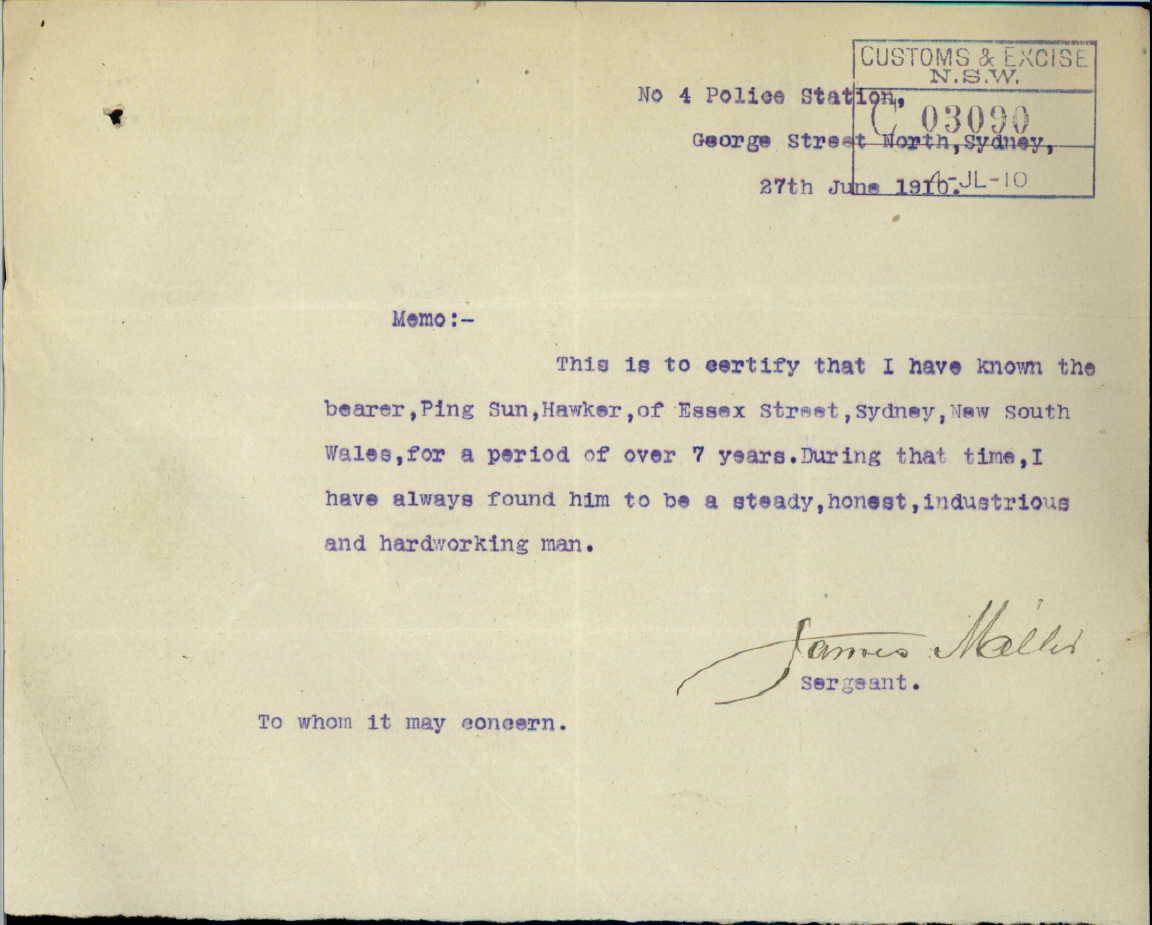 CUSTOMS & EXCISE
N.S.W.
C 03090
4-JL-10
No 4 Police Station,
George Street North,Sydney,
27th June 1910.
Memo:-
This is to certify that I have known the
bearer,Ping Sun,Hawker,of Essex Street,Sydney,New South
Wales,for a period of over 7 years.During that time,I
have always found him to be a steady,honest,industrious
and hardworking man.
James
Sergeant.
To whom it may concern.